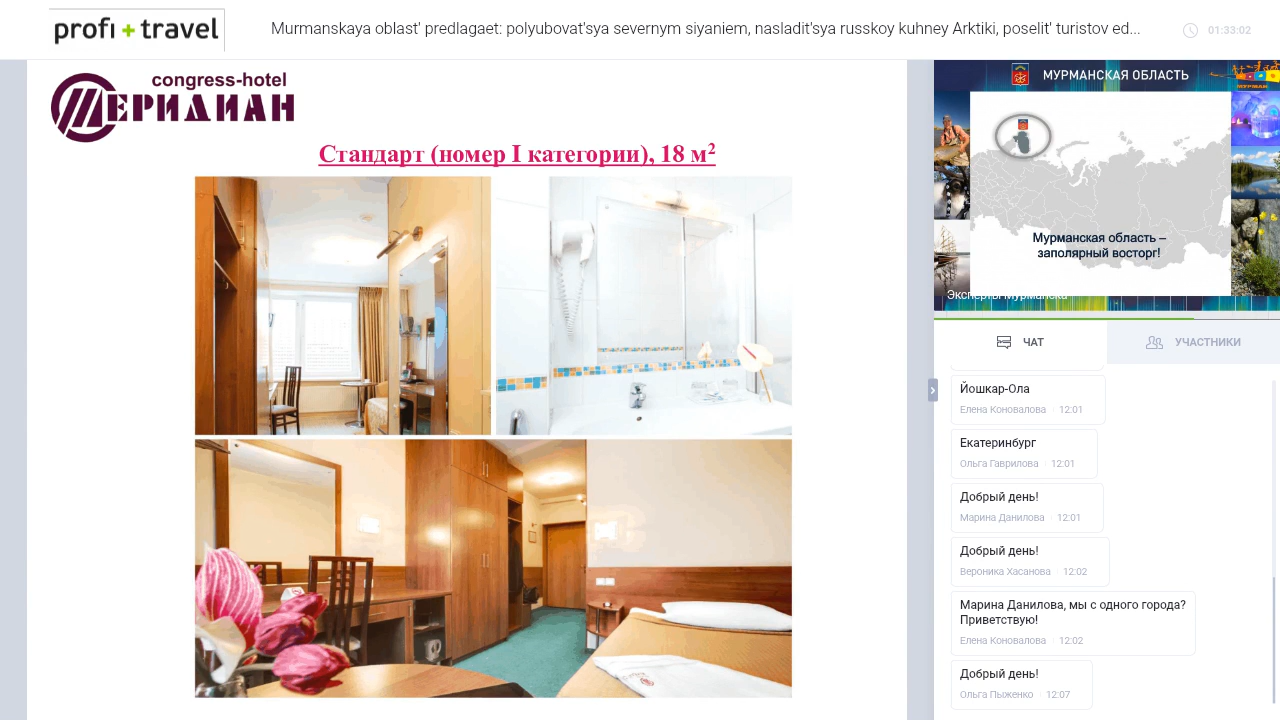 profi + travel
Murmanskaya oblast' predlagaet: polyubovat'sya severnym siyaniem, nasladit'sya russkoy kuhney Arktiki, poselit' turistov ed...
01:33:02
congress-hotel
МЕРИДИАН
Стандарт (номер I категории), 18 м²
МУРМАНСКАЯ ОБЛАСТЬ
Мурманская область –
заполярный восторг!
Эксперты Мурманска
ЧАТ
УЧАСТНИКИ
Йошкар-Ола
Елена Коновалова 12:01
Екатеринбург
Ольга Гаврилова 12:01
Добрый день!
Марина Данилова 12:01
Добрый день!
Вероника Хасанова 12:02
Марина Данилова, мы с одного города?
Приветствую!
Елена Коновалова 12:02
Добрый день!
Ольга Пыженко 12:07